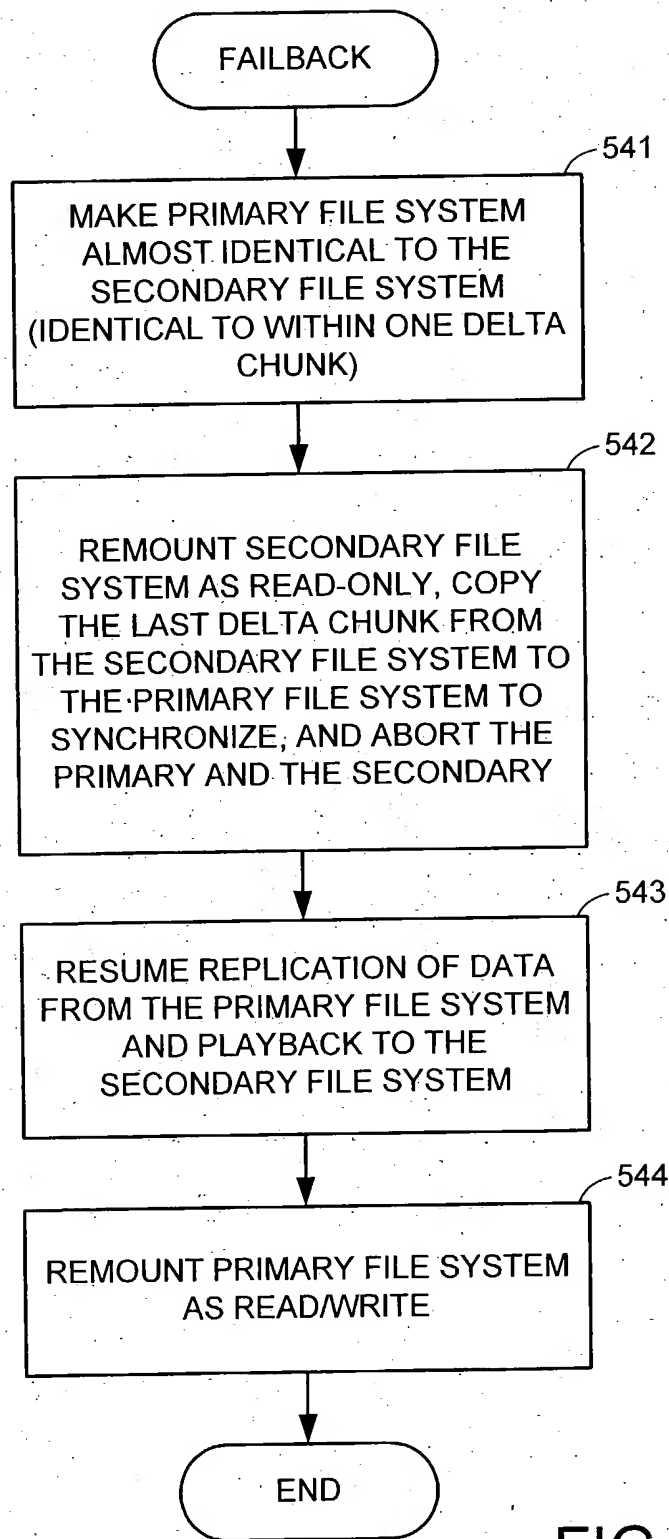 FAILBACK
541
MAKE PRIMARY FILE SYSTEM
ALMOST IDENTICAL TO THE
SECONDARY FILE SYSTEM
(IDENTICAL TO WITHIN ONE DELTA
CHUNK)
542
REMOUNT SECONDARY FILE
SYSTEM AS READ-ONLY, COPY
THE LAST DELTA CHUNK FROM
THE SECONDARY FILE SYSTEM TO
THE PRIMARY FILE SYSTEM TO
SYNCHRONIZE, AND ABORT THE
PRIMARY AND THE SECONDARY
543
RESUME REPLICATION OF DATA
FROM THE PRIMARY FILE SYSTEM
AND PLAYBACK TO THE
SECONDARY FILE SYSTEM
544
REMOUNT PRIMARY FILE SYSTEM
AS READ/WRITE
END
FIG